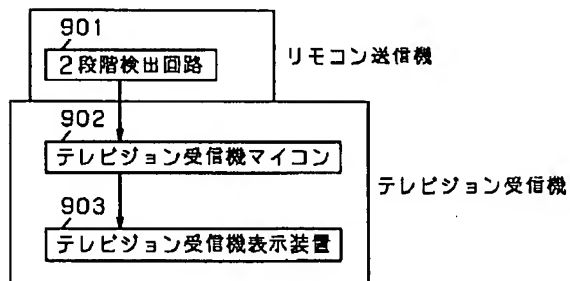 901
2段階検出回路
リモコン送信機
902
テレビジョン受信機マイコン
テレビジョン受信機
903
テレビジョン受信機表示装置